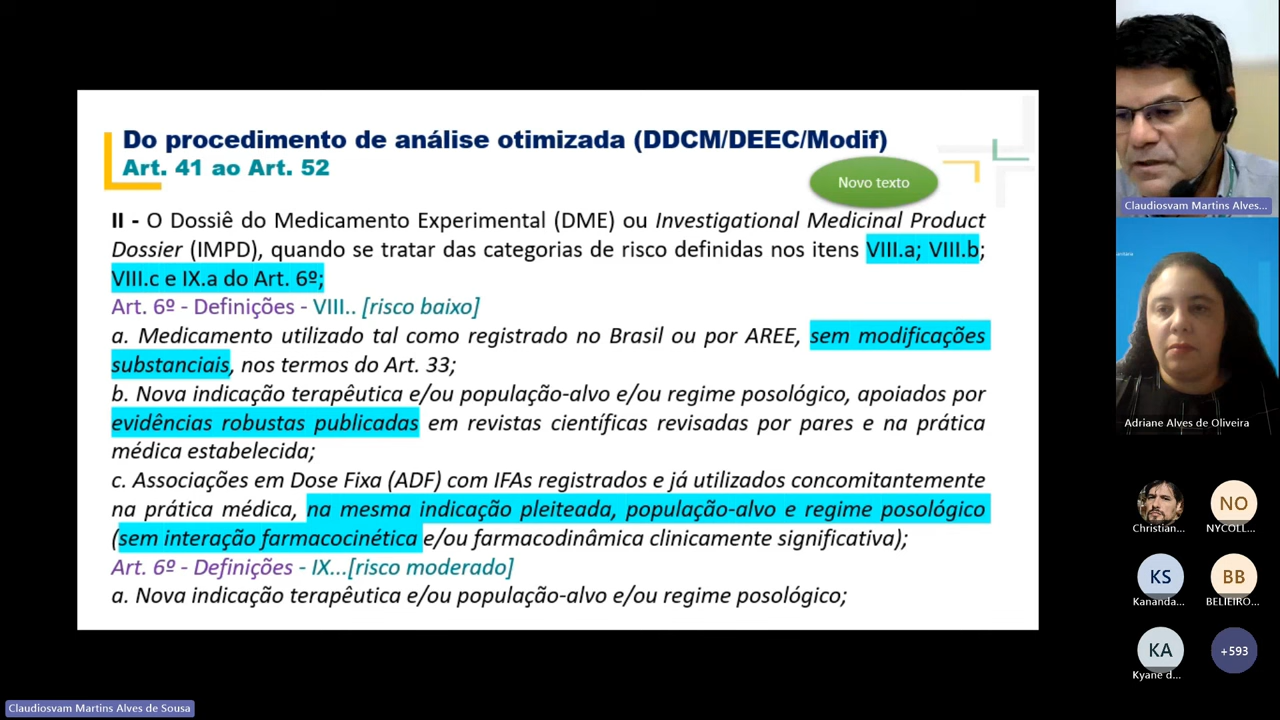 Do procedimento de análise otimizada (DDCM/DEEC/Modif)
Art. 41 ao Art. 52
Novo texto
II - O Dossiê do Medicamento Experimental (DME) ou Investigational Medicinal Product
Dossier (IMPD), quando se tratar das categorias de risco definidas nos itens VIII.a; VIII.b;
VIII.c e IX.a do Art. 6º;
Art. 6º - Definições - VIII.. [risco baixo]
a. Medicamento utilizado tal como registrado no Brasil ou por AREE, sem modificações
substanciais, nos termos do Art. 33;
b. Nova indicação terapêutica e/ou população-alvo e/ou regime posológico, apoiados por
evidências robustas publicadas em revistas científicas revisadas por pares e na prática
médica estabelecida;
c. Associações em Dose Fixa (ADF) com IFAs registrados e já utilizados concomitantemente
na prática médica, na mesma indicação pleiteada, população-alvo e regime posológico
(sem interação farmacocinética e/ou farmacodinâmica clinicamente significativa);
Art. 6º - Definições - IX...[risco moderado]
a. Nova indicação terapêutica e/ou população-alvo e/ou regime posológico;
Claudiosvam Martins Alves...
Adriane Alves de Oliveira
Christian...
NO
NYCOLL...
KS
Kananda...
BB
BELIEIRO...
KA
Kyane d...
+593
Claudiosvam Martins Alves de Sousa